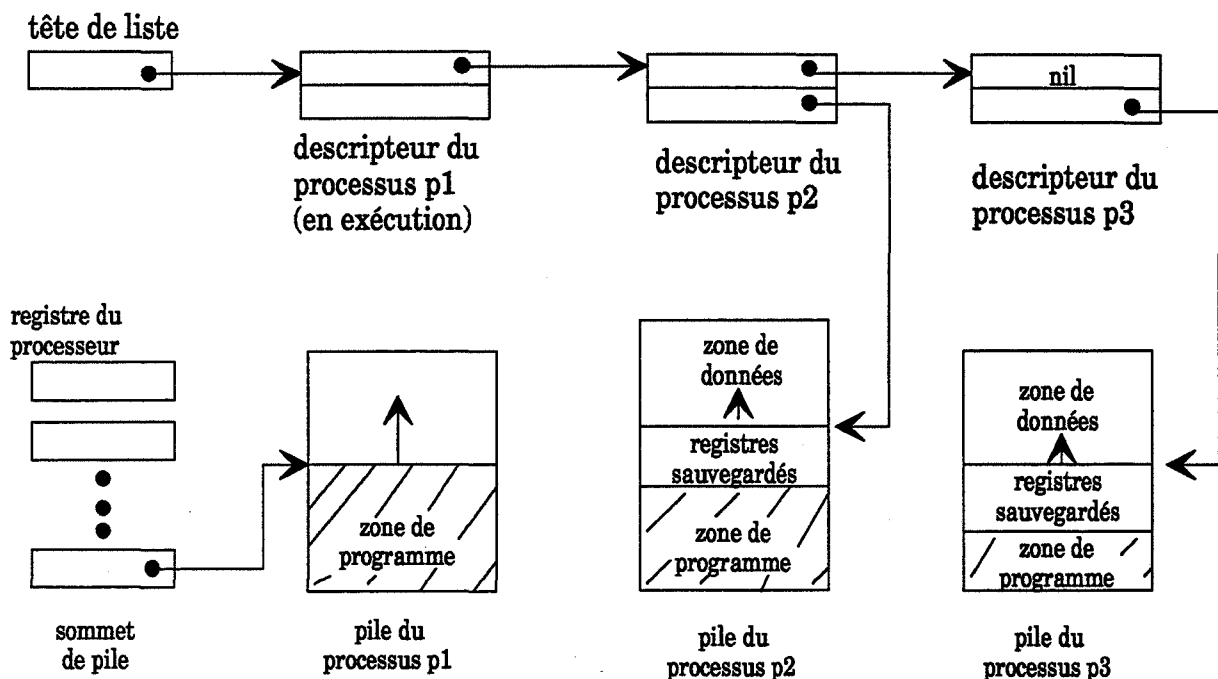 tête de liste
nil
descripteur du
processus p1
(en exécution)
descripteur du
processus p2
descripteur du
processus p3
registre du
processeur
zone de
programme
zone de
données
registres
sauvegardés
zone de
programme
zone de
données
registres
sauvegardés
zone de
programme
sommet
de pile
pile du
processus p1
pile du
processus p2
pile du
processus p3